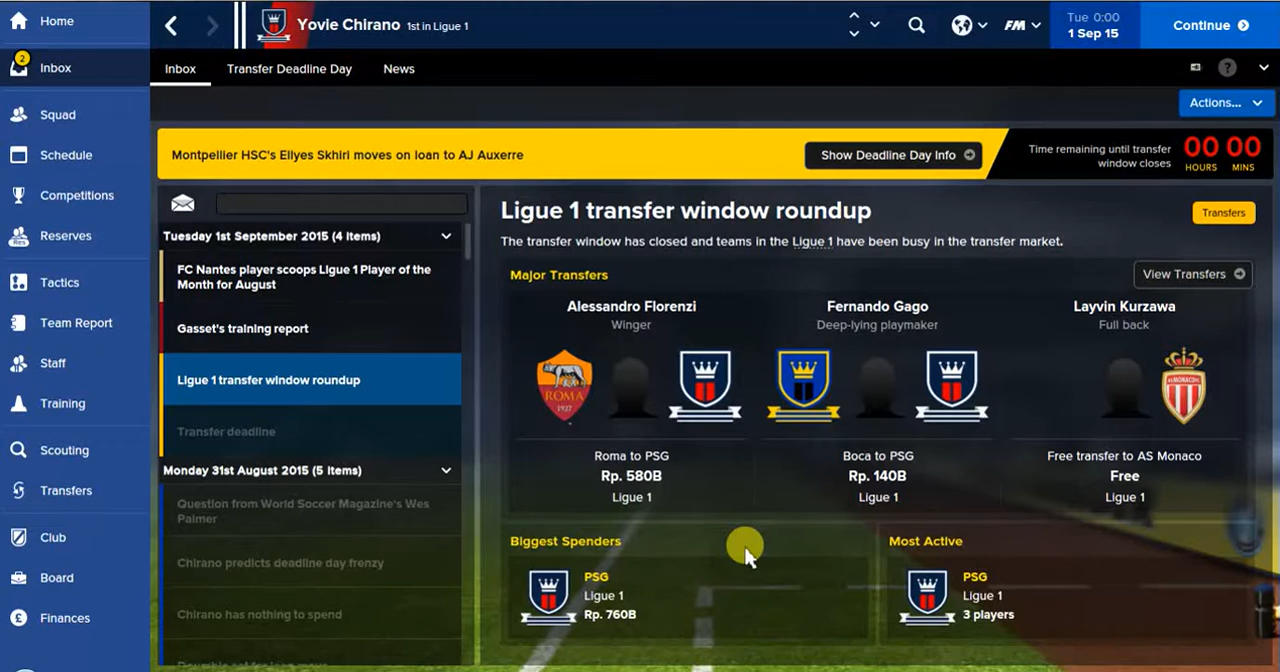 Home
Yovie Chirano 1st in Ligue 1
FM
Tue 0:00
1 Sep 15
Continue
2
Inbox
Inbox Transfer Deadline Day News
?
Squad
Actions...
Montpellier HSC's Ellyes Skhiri moves on loan to AJ Auxerre
Show Deadline Day Info
Time remaining until transfer
window closes
00 00
HOURS MINS
Schedule
Competitions
Reserves
Res
Tactics
Team Report
Staff
Training
Scouting
Transfers
Club
Board
£
Finances
Tuesday 1st September 2015 (4 items)
FC Nantes player scoops Ligue 1 Player of the
Month for August
Gasset's training report
Ligue 1 transfer window roundup
Transfer deadline
Monday 31st August 2015 (5 items)
Question from World Soccer Magazine's Wes
Palmer
Chirano predicts deadline day frenzy
Chirano has nothing to spend
Ligue 1 transfer window roundup
Transfers
The transfer window has closed and teams in the Ligue 1 have been busy in the transfer market.
Major Transfers
View Transfers
Alessandro Florenzi
Winger
ROMA
1927
Roma to PSG
Rp. 580B
Ligue 1
Fernando Gago
Deep-lying playmaker
Boca to PSG
Rp. 140B
Ligue 1
Layvin Kurzawa
Full back
AS MONACO FC
Free transfer to AS Monaco
Free
Ligue 1
Biggest Spenders
PSG
Ligue 1
Rp. 760B
Most Active
PSG
Ligue 1
3 players